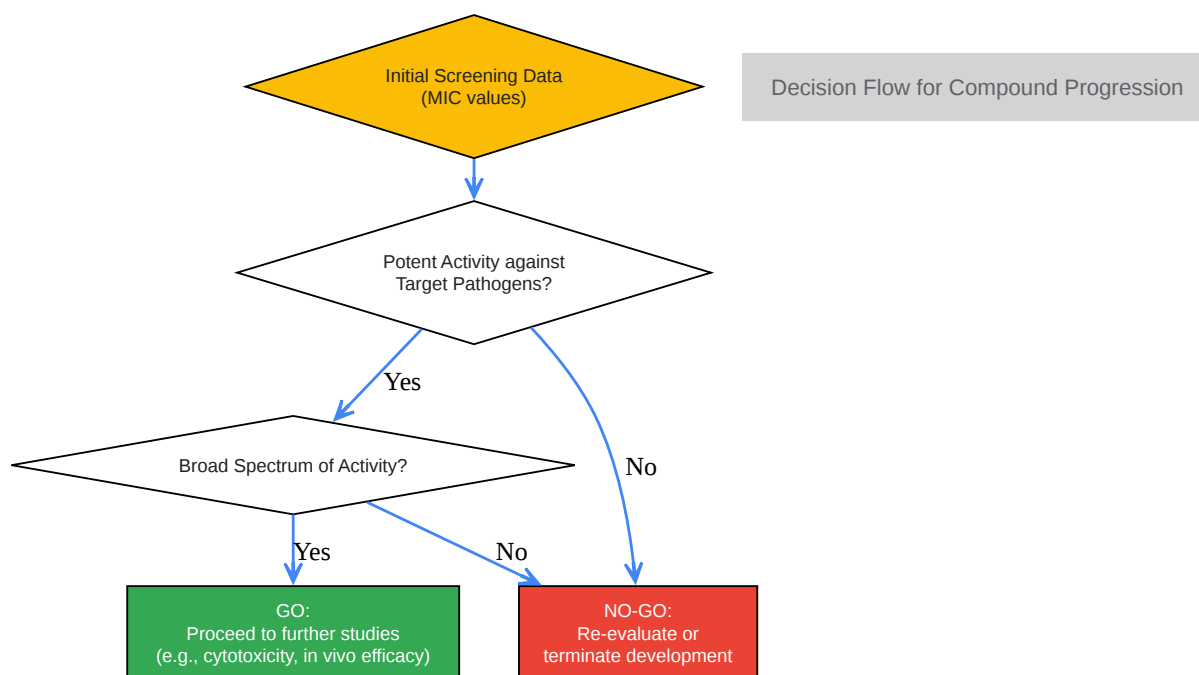 Initial Screening Data
(MIC values)
Decision Flow for Compound Progression
Potent Activity against
Target Pathogens?
Yes
Broad Spectrum of Activity?
No
Yes
No
GO:
Proceed to further studies
(e.g., cytotoxicity, in vivo efficacy)
NO-GO:
Re-evaluate or
terminate development